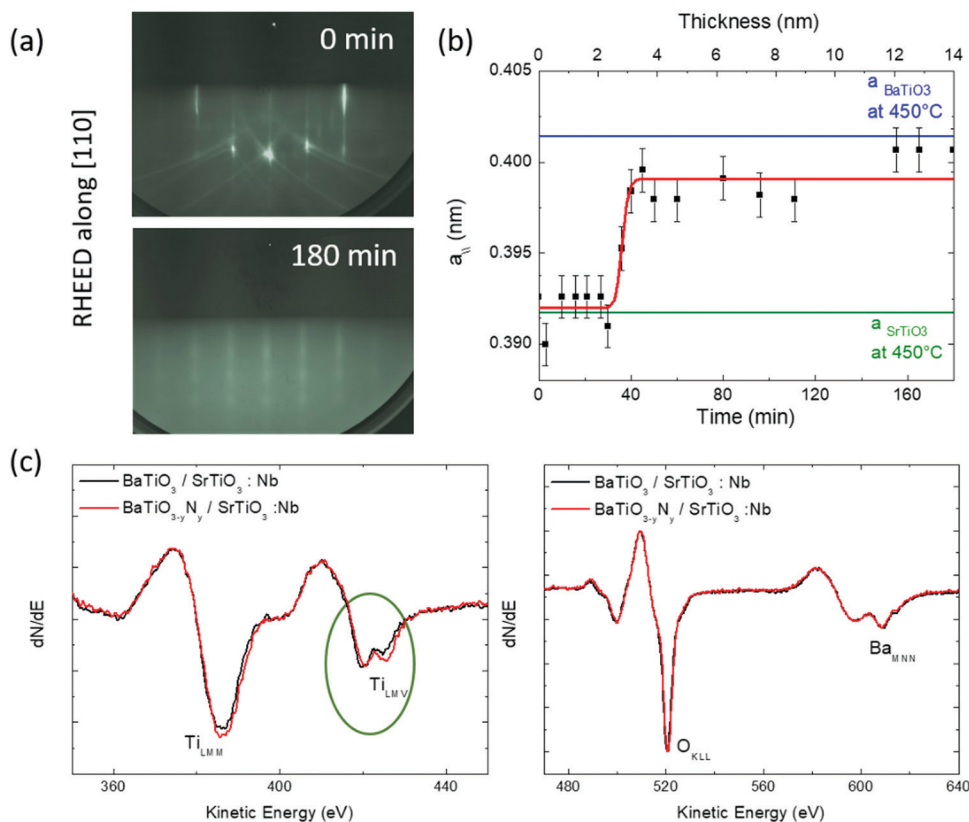 (a)
0 min
RHEED along [110]
180 min
(b)
Thickness (nm)
0 2 4 6 8 10 12 14
a BaTiO3
at 450°C
0.405
0.400
0.395
0.390
a// (nm)
a SrTiO3
at 450°C
0 40 80 120 160
Time (min)
(c)
BaTiO3 / SrTiO3 : Nb
BaTiO3-yNy / SrTiO3 :Nb
dN/dE
TiLMM
TiLMV
360 400 440
Kinetic Energy (eV)
BaTiO3 / SrTiO3 : Nb
BaTiO3-yNy / SrTiO3 :Nb
dN/dE
OKLL
BaMNN
480 520 560 600 640
Kinetic Energy (eV)